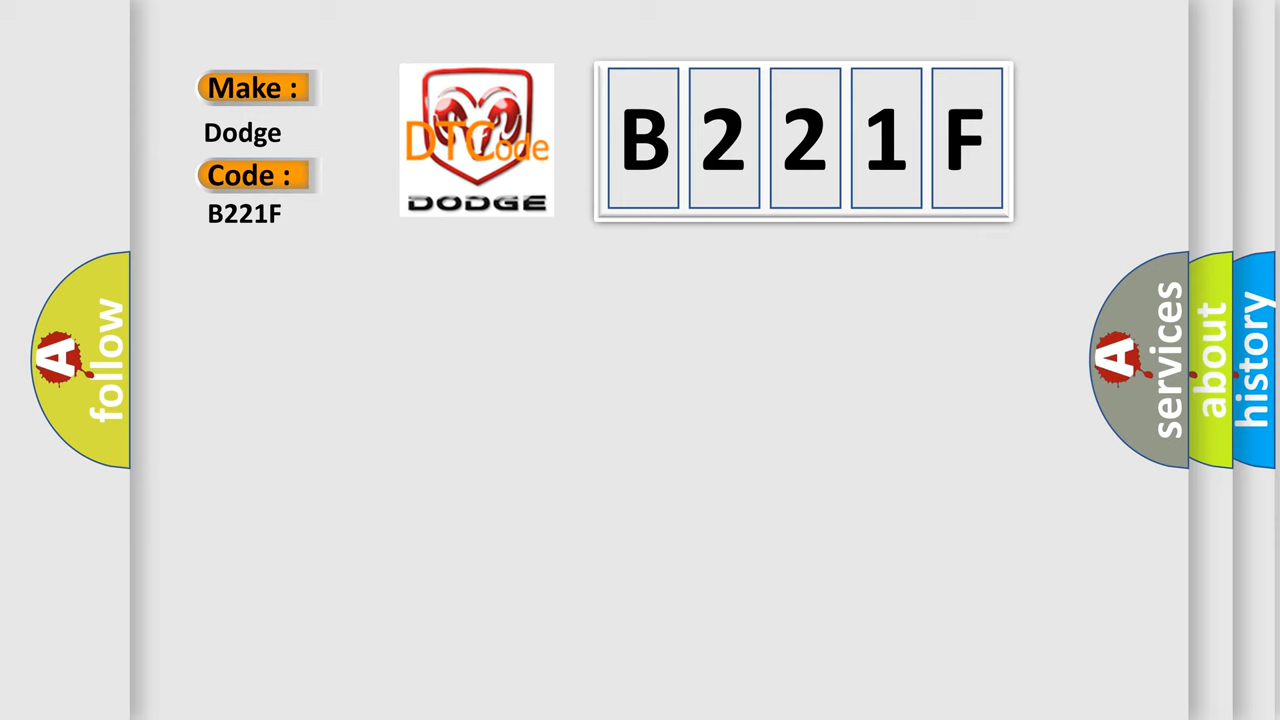 Make :
Dodge
Code :
B221F
DTCode
DODGE
B 2 2 1 F
A follow
A services
about
history